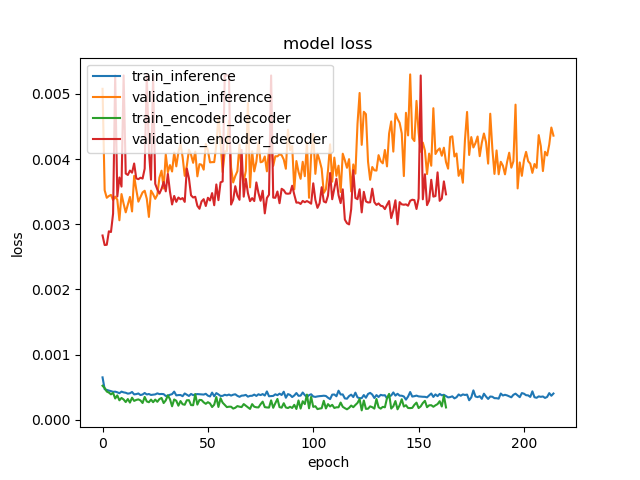 model loss
train_inference
validation_inference
train_encoder_decoder
validation_encoder_decoder
loss
0.005
0.004
0.003
0.002
0.001
0.000
0
50
100
150
200
epoch